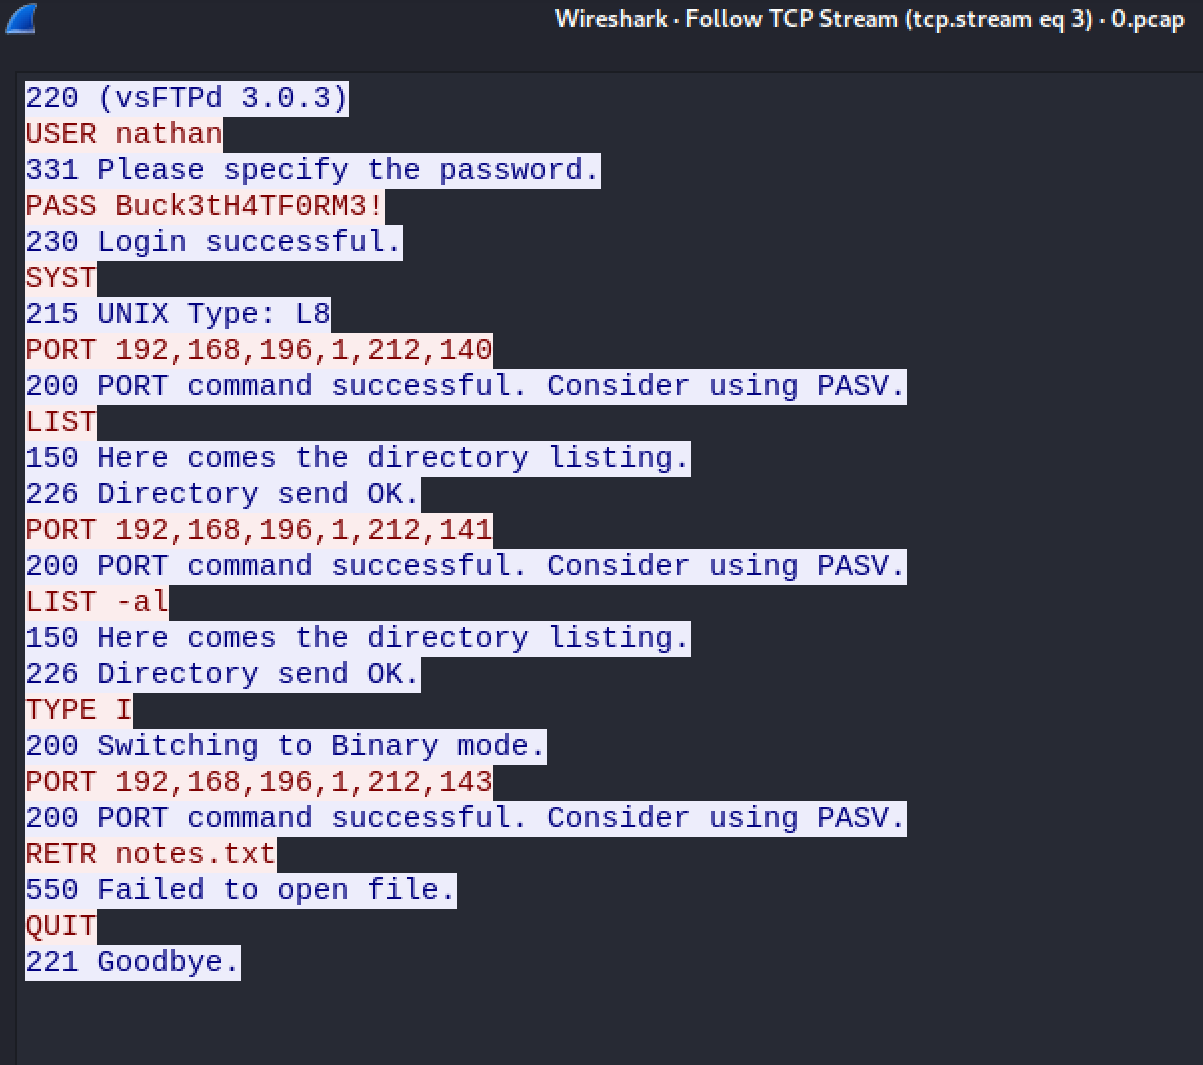 Wireshark · Follow TCP Stream (tcp.stream eq 3) · 0.pcap
220 (vsFTPd 3.0.3)
USER nathan
331 Please specify the password.
PASS Buck3tH4TF0RM3!
230 Login successful.
SYST
215 UNIX Type: L8
PORT 192,168,196,1,212,140
200 PORT command successful. Consider using PASV.
LIST
150 Here comes the directory listing.
226 Directory send OK.
PORT 192,168,196,1,212,141
200 PORT command successful. Consider using PASV.
LIST -al
150 Here comes the directory listing.
226 Directory send OK.
TYPE I
200 Switching to Binary mode.
PORT 192,168,196,1,212,143
200 PORT command successful. Consider using PASV.
RETR notes.txt
550 Failed to open file.
QUIT
221 Goodbye.